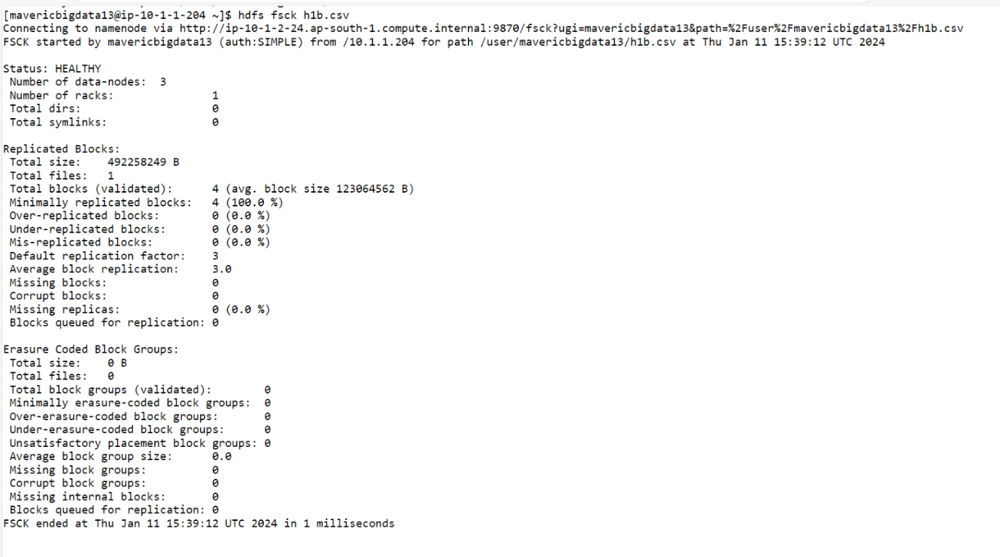 [mavericbigdata13@ip-10-1-1-204 ~]$ hdfs fsck h1b.csv
Connecting to namenode via http://ip-10-1-2-24.ap-south-1.compute.internal:9870/fsck?ugi=mavericbigdata13&path=%2Fuser%2Fmavericbigdata13%2Fh1b.csv
FSCK started by mavericbigdata13 (auth:SIMPLE) from /10.1.1.204 for path /user/mavericbigdata13/h1b.csv at Thu Jan 11 15:39:12 UTC 2024

Status: HEALTHY
 Number of data-nodes:  3
 Number of racks:               1
 Total dirs:                    0
 Total symlinks:                0

Replicated Blocks:
 Total size:    492258249 B
 Total files:   1
 Total blocks (validated):      4 (avg. block size 123064562 B)
 Minimally replicated blocks:   4 (100.0 %)
 Over-replicated blocks:        0 (0.0 %)
 Under-replicated blocks:       0 (0.0 %)
 Mis-replicated blocks:         0 (0.0 %)
 Default replication factor:    3
 Average block replication:     3.0
 Missing blocks:                0
 Corrupt blocks:                0
 Missing replicas:              0 (0.0 %)
 Blocks queued for replication: 0

Erasure Coded Block Groups:
 Total size:    0 B
 Total files:   0
 Total block groups (validated):        0
 Minimally erasure-coded block groups:  0
 Over-erasure-coded block groups:       0
 Under-erasure-coded block groups:      0
 Unsatisfactory placement block groups: 0
 Average block group size:      0.0
 Missing block groups:          0
 Corrupt block groups:          0
 Missing internal blocks:       0
 Blocks queued for replication: 0
FSCK ended at Thu Jan 11 15:39:12 UTC 2024 in 1 milliseconds